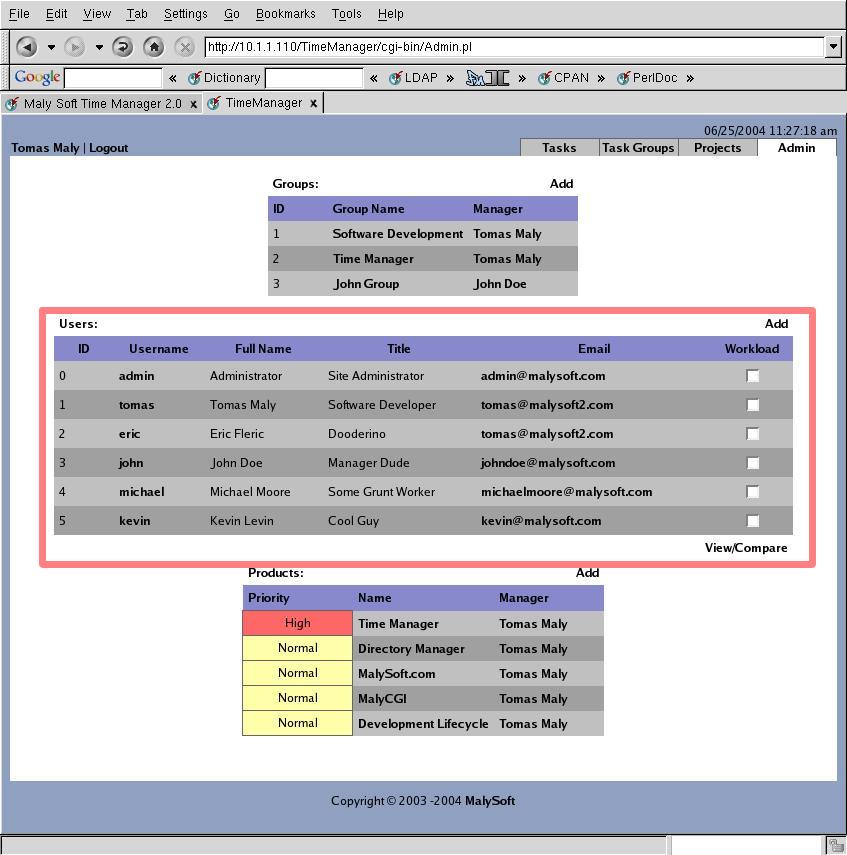 File Edit View Tab Settings Go Bookmarks Tools Help
http://10.1.1.110/TimeManager/cgi-bin/Admin.pl
Google « Dictionary « LDAP » » CPAN » PerlDoc »
Maly Soft Time Manager 2.0 x TimeManager x
06/25/2004 11:27:18 am
Tomas Maly | Logout Tasks Task Groups Projects Admin
Groups: Add
ID Group Name Manager
1 Software Development Tomas Maly
2 Time Manager Tomas Maly
3 John Group John Doe
Users: Add
ID Username Full Name Title Email Workload
0 admin Administrator Site Administrator admin@malysoft.com
1 tomas Tomas Maly Software Developer tomas@malysoft2.com
2 eric Eric Fleric Dooderino tomas@malysoft2.com
3 john John Doe Manager Dude johndoe@malysoft.com
4 michael Michael Moore Some Grunt Worker michaelmoore@malysoft.com
5 kevin Kevin Levin Cool Guy kevin@malysoft.com
View/Compare
Products: Add
Priority Name Manager
High Time Manager Tomas Maly
Normal Directory Manager Tomas Maly
Normal MalySoft.com Tomas Maly
Normal MalyCGI Tomas Maly
Normal Development Lifecycle Tomas Maly
Copyright © 2003 -2004 MalySoft